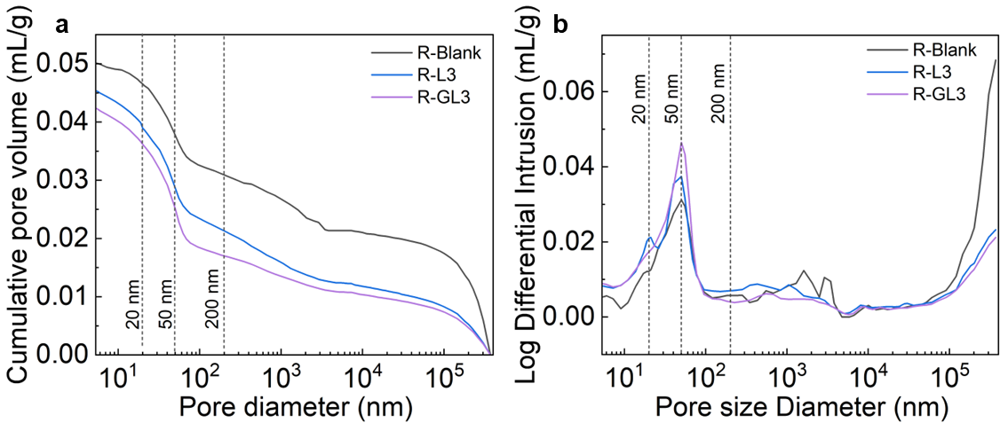 a
Cumulative pore volume (mL/g)
0.05
0.04
0.03
0.02
0.01
0.00
R-Blank
R-L3
R-GL3
20 nm
50 nm
200 nm
10¹
10²
10³
10⁴
10⁵
Pore diameter (nm)
b
Log Differential Intrusion (mL/g)
0.06
0.04
0.02
0.00
20 nm
50 nm
200 nm
R-Blank
R-L3
R-GL3
10¹
10²
10³
10⁴
10⁵
Pore size Diameter (nm)